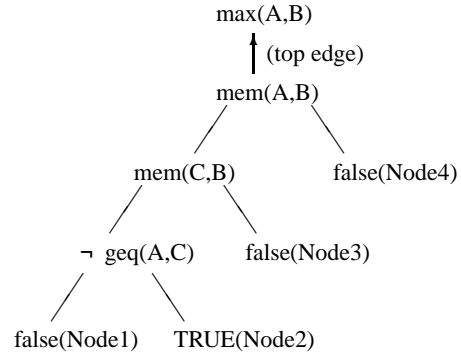 max(A,B)
(top edge)
mem(A,B)
mem(C,B)
false(Node4)
¬ geq(A,C)
false(Node3)
false(Node1)
TRUE(Node2)